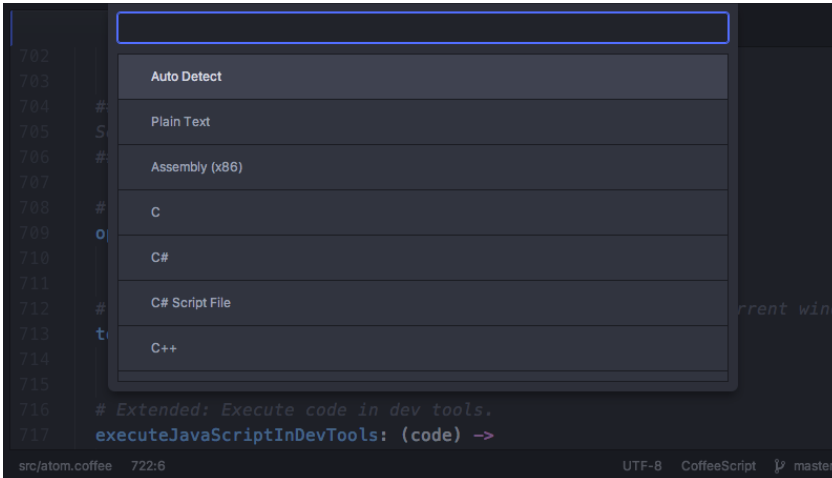 702
703
704 ##
705 S
706 ##
707
Auto Detect
Plain Text
Assembly (x86)
C
C#
C# Script File
C++
708 #
709 op
710
711
712 # rrent win
713 t
714
715
716 # Extended: Execute code in dev tools.
717 executeJavaScriptInDevTools: (code) ->
src/atom.coffee 722:6 UTF-8 CoffeeScript master